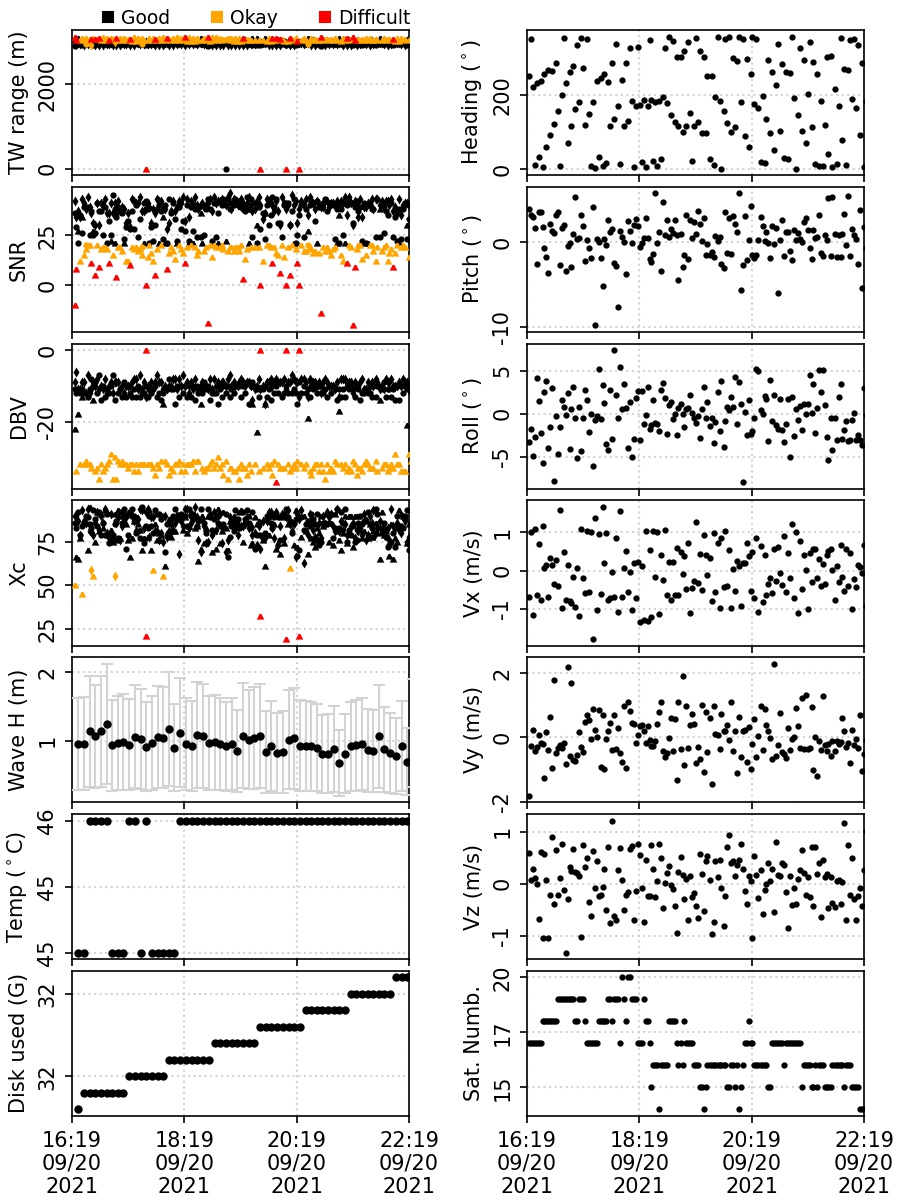 Good Okay Difficult
TW range (m)
2000
0
Heading (°)
200
0
SNR
25
0
Pitch (°)
0
-10
DBV
0
-20
Roll (°)
5
0
-5
Xc
75
50
25
Vx (m/s)
1
0
-1
Wave H (m)
2
1
Vy (m/s)
2
0
-2
Temp (°C)
46
45
45
Vz (m/s)
1
0
-1
Disk used (G)
32
32
Sat. Numb.
20
17
15
16:19 18:19 20:19 22:19 16:19 18:19 20:19 22:19
09/20 09/20 09/20 09/20 09/20 09/20 09/20 09/20
2021 2021 2021 2021 2021 2021 2021 2021